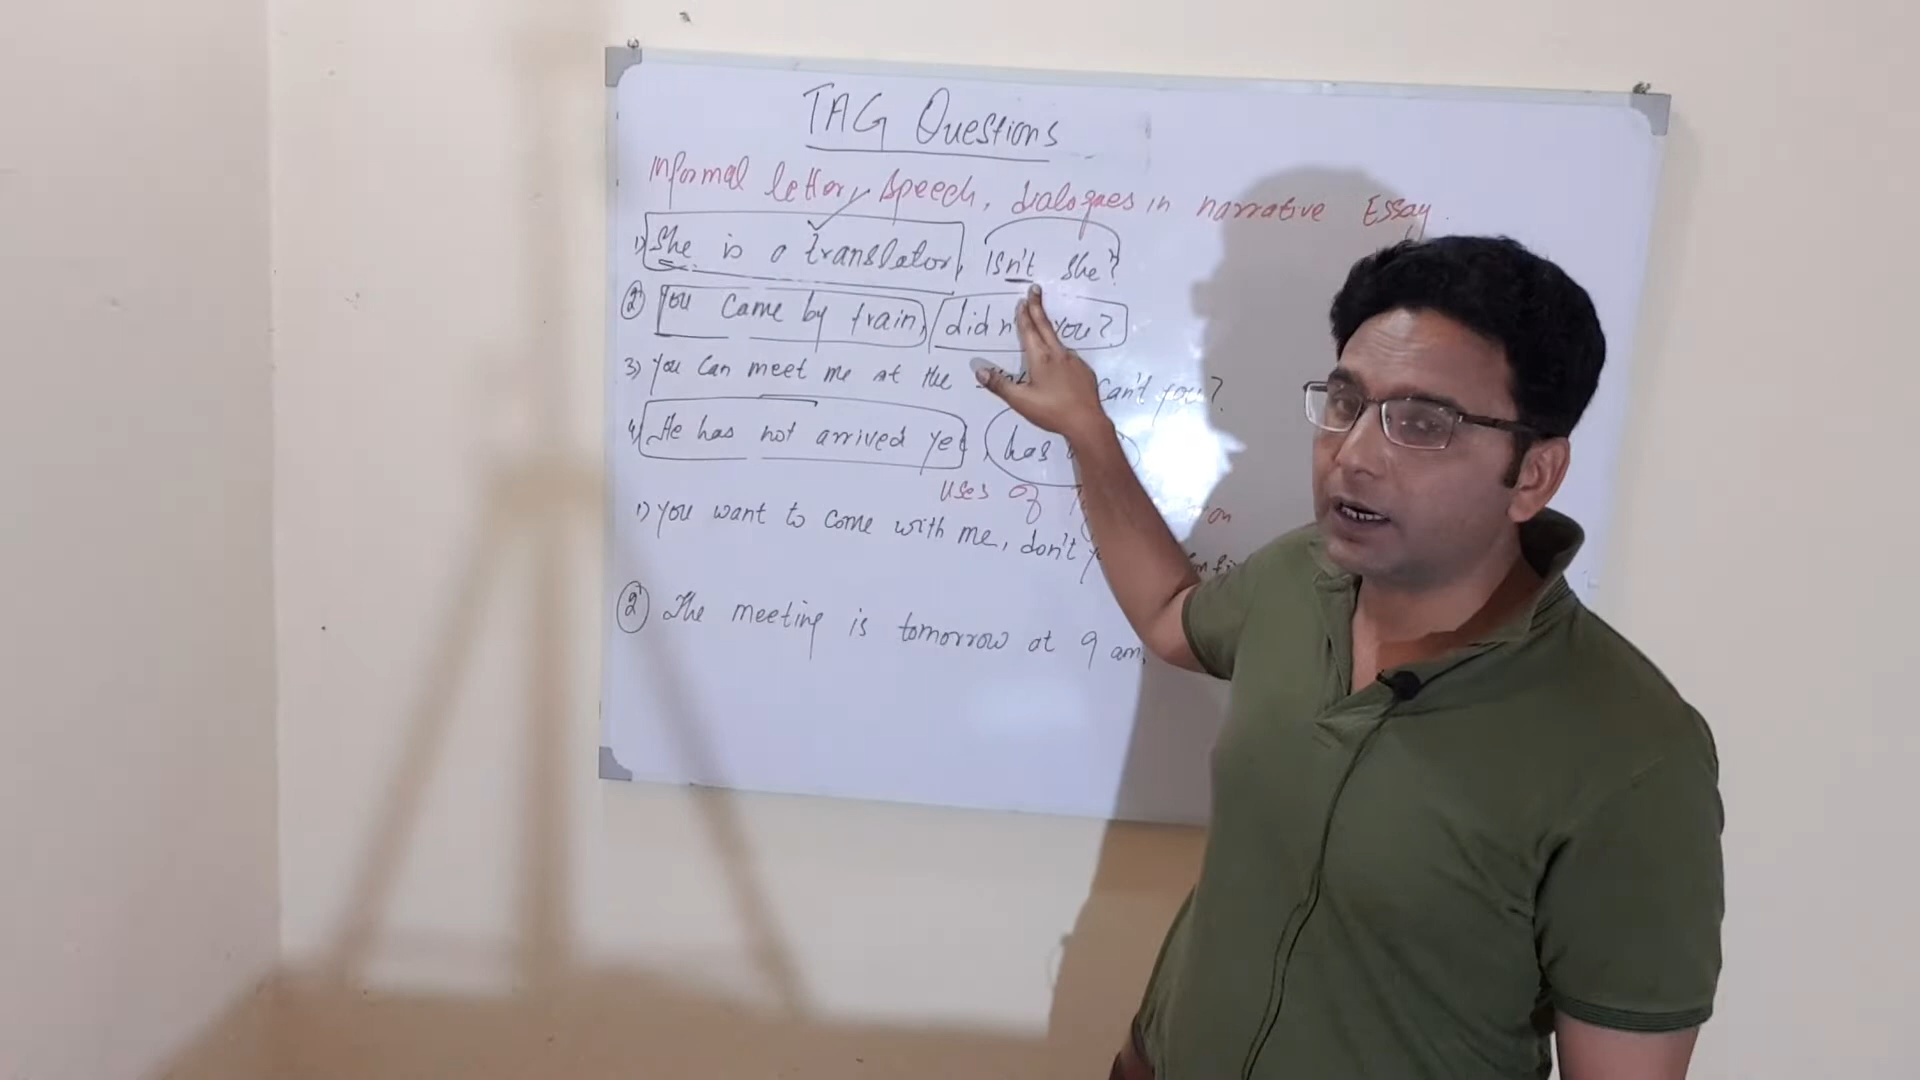 TAG Questions
Informal letter, speech, dialogues in narrative Essay.
1) She is a translator, Isn't she?
2 You came by train, didn't you?
3) You can meet me at the can't you?
4) He has not arrived yet, has
Uses of
1) You want to come with me, don't
2 The meeting is tomorrow at 9 am,